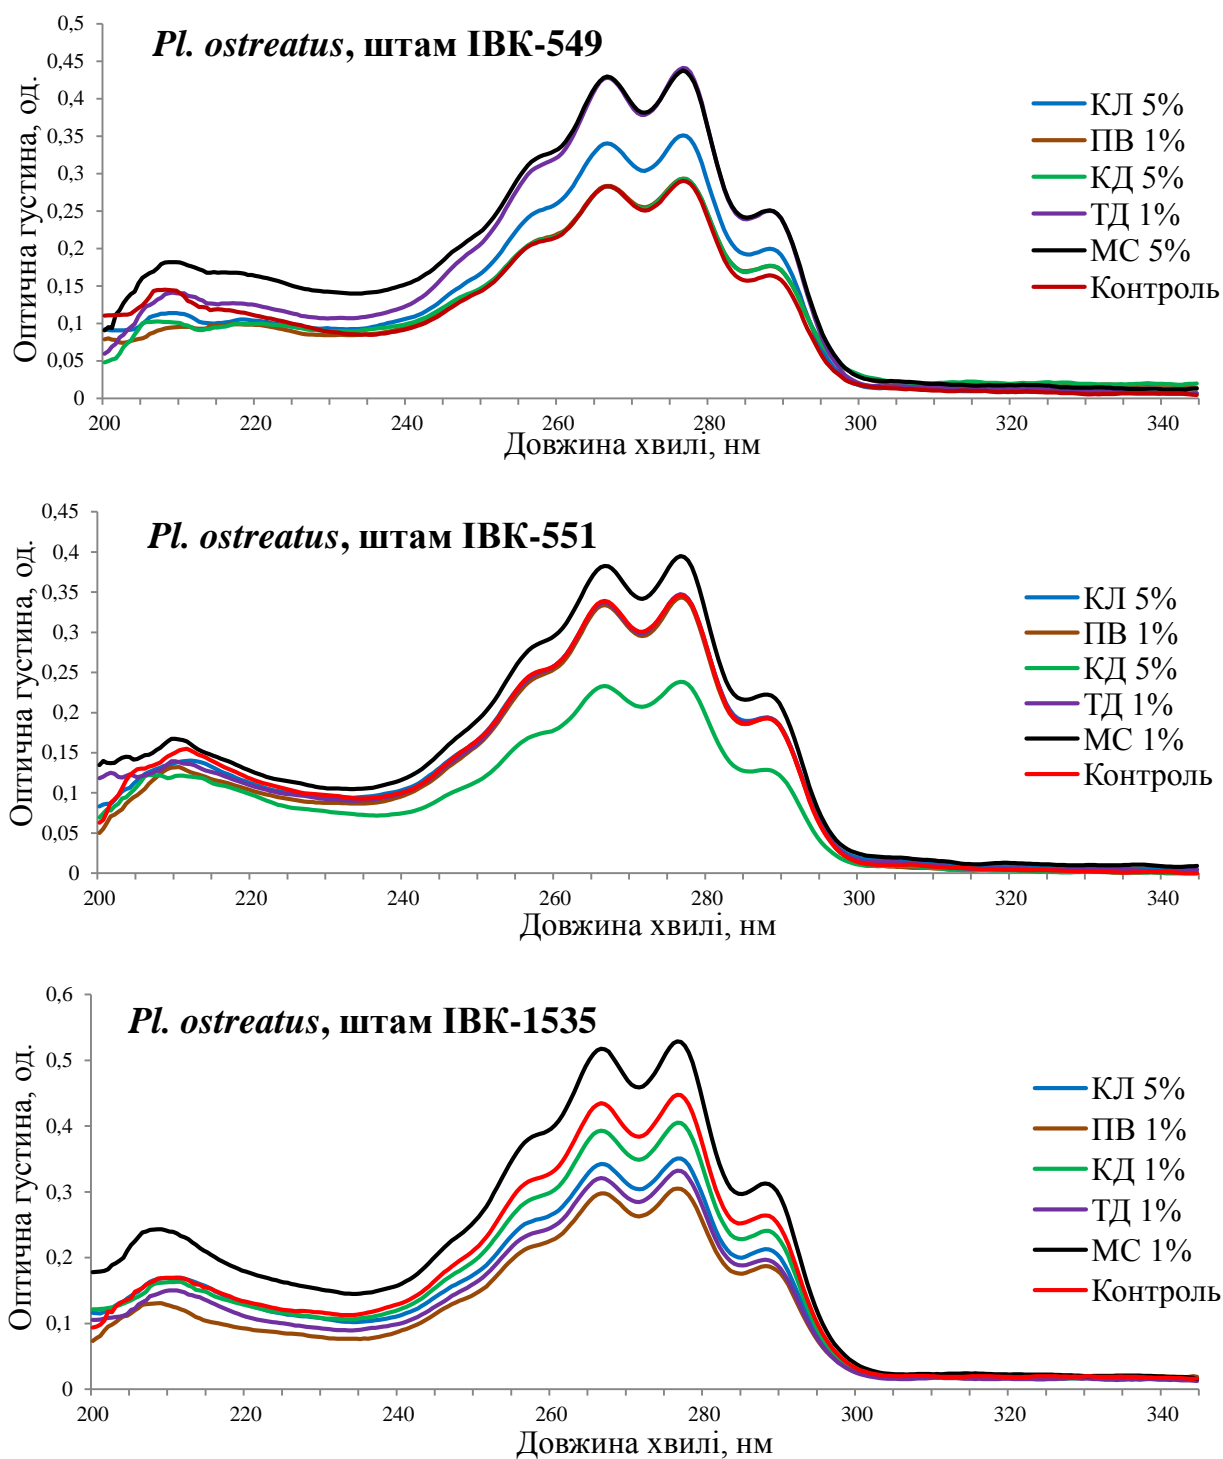 Pl. ostreatus, штам ІВК-549
Оптична густина, од.
0,5
0,45
0,4
0,35
0,3
0,25
0,2
0,15
0,1
0,05
0
200 220 240 260 280 300 320 340
Довжина хвилі, нм
КЛ 5%
ПВ 1%
КД 5%
ТД 1%
МС 5%
Контроль
Pl. ostreatus, штам ІВК-551
Оптична густина, од.
0,45
0,4
0,35
0,3
0,25
0,2
0,15
0,1
0,05
0
200 220 240 260 280 300 320 340
Довжина хвилі, нм
КЛ 5%
ПВ 1%
КД 5%
ТД 1%
МС 1%
Контроль
Pl. ostreatus, штам ІВК-1535
Оптична густина, од.
0,6
0,5
0,4
0,3
0,2
0,1
0
200 220 240 260 280 300 320 340
Довжина хвилі, нм
КЛ 5%
ПВ 1%
КД 1%
ТД 1%
МС 1%
Контроль